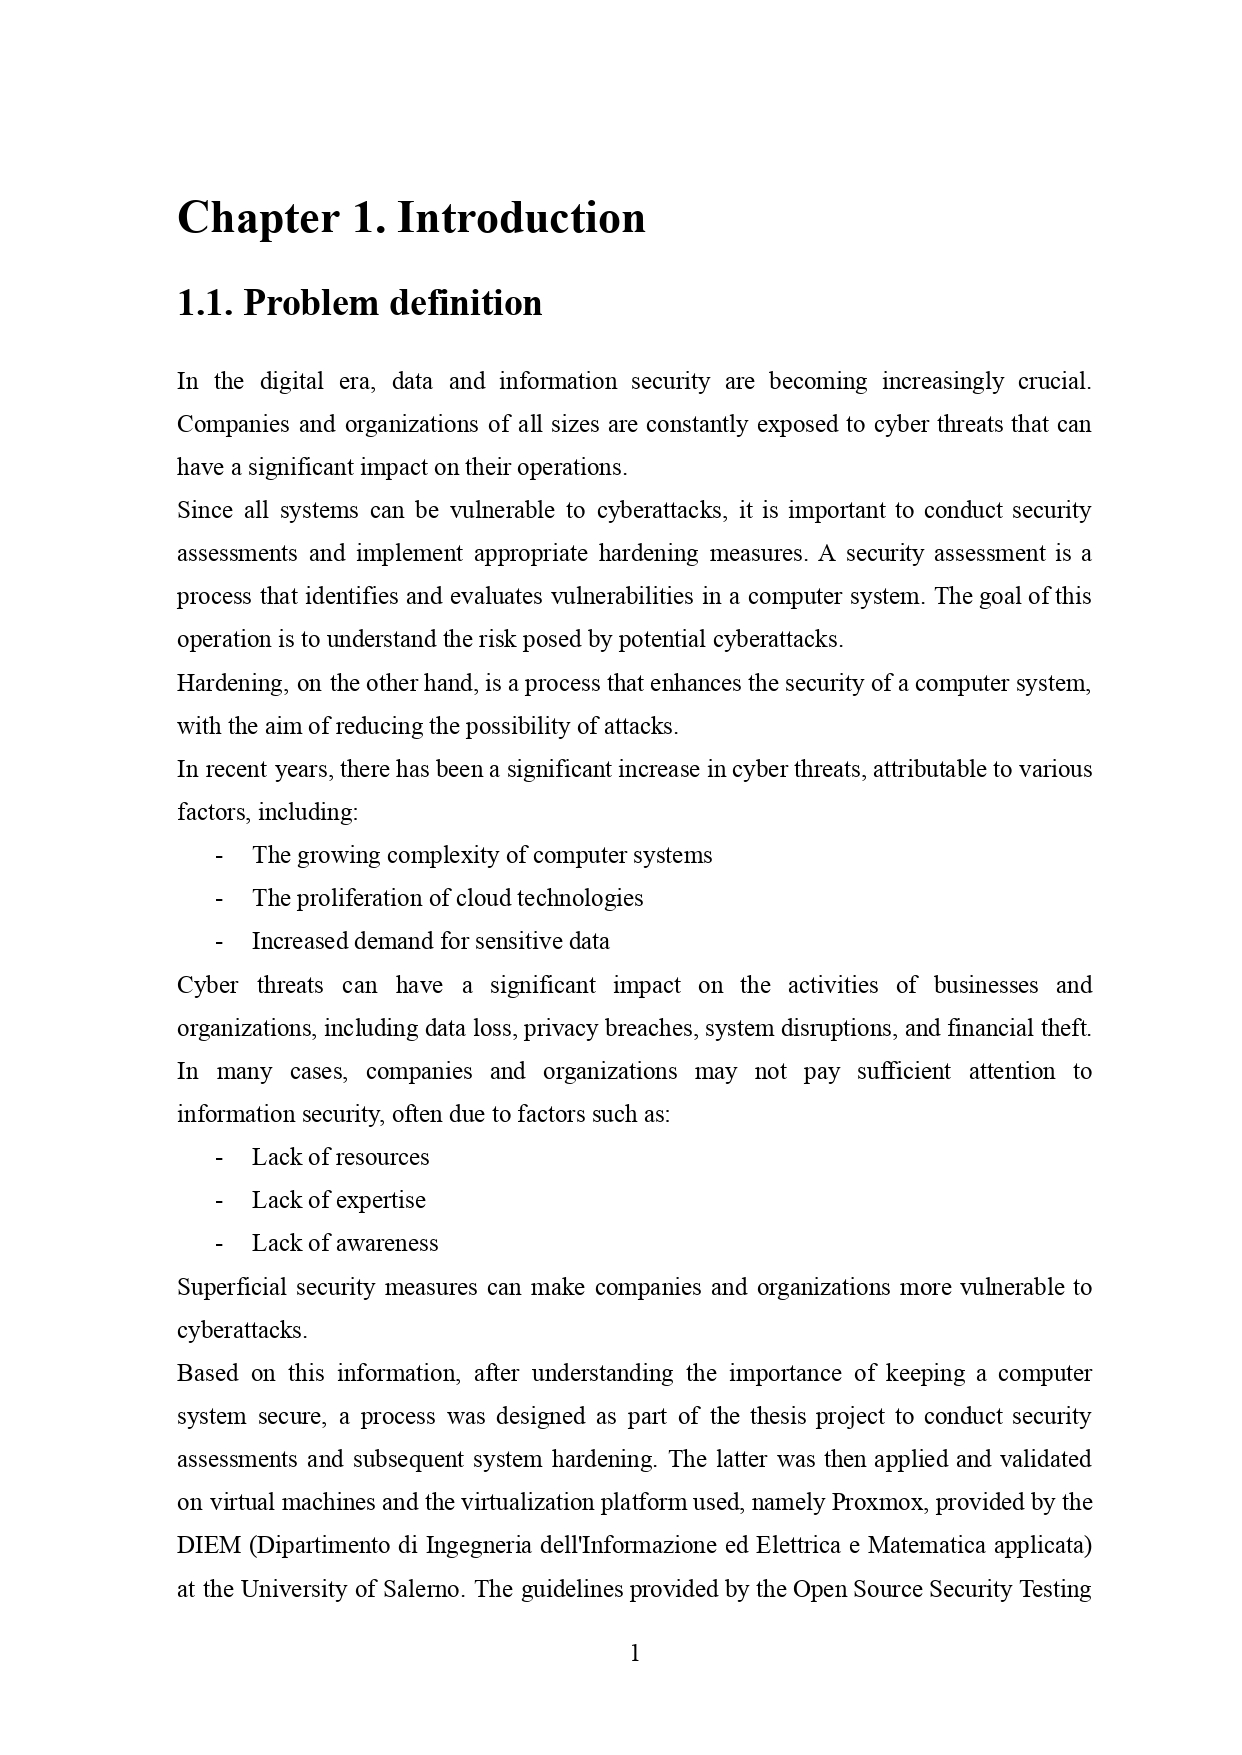 Chapter 1. Introduction
1.1. Problem definition
In the digital era, data and information security are becoming increasingly crucial.
Companies and organizations of all sizes are constantly exposed to cyber threats that can
have a significant impact on their operations.
Since all systems can be vulnerable to cyberattacks, it is important to conduct security
assessments and implement appropriate hardening measures. A security assessment is a
process that identifies and evaluates vulnerabilities in a computer system. The goal of this
operation is to understand the risk posed by potential cyberattacks.
Hardening, on the other hand, is a process that enhances the security of a computer system,
with the aim of reducing the possibility of attacks.
In recent years, there has been a significant increase in cyber threats, attributable to various
factors, including:
- The growing complexity of computer systems
- The proliferation of cloud technologies
- Increased demand for sensitive data
Cyber threats can have a significant impact on the activities of businesses and
organizations, including data loss, privacy breaches, system disruptions, and financial theft.
In many cases, companies and organizations may not pay sufficient attention to
information security, often due to factors such as:
- Lack of resources
- Lack of expertise
- Lack of awareness
Superficial security measures can make companies and organizations more vulnerable to
cyberattacks.
Based on this information, after understanding the importance of keeping a computer
system secure, a process was designed as part of the thesis project to conduct security
assessments and subsequent system hardening. The latter was then applied and validated
on virtual machines and the virtualization platform used, namely Proxmox, provided by the
DIEM (Dipartimento di Ingegneria dell'Informazione ed Elettrica e Matematica applicata)
at the University of Salerno. The guidelines provided by the Open Source Security Testing
1